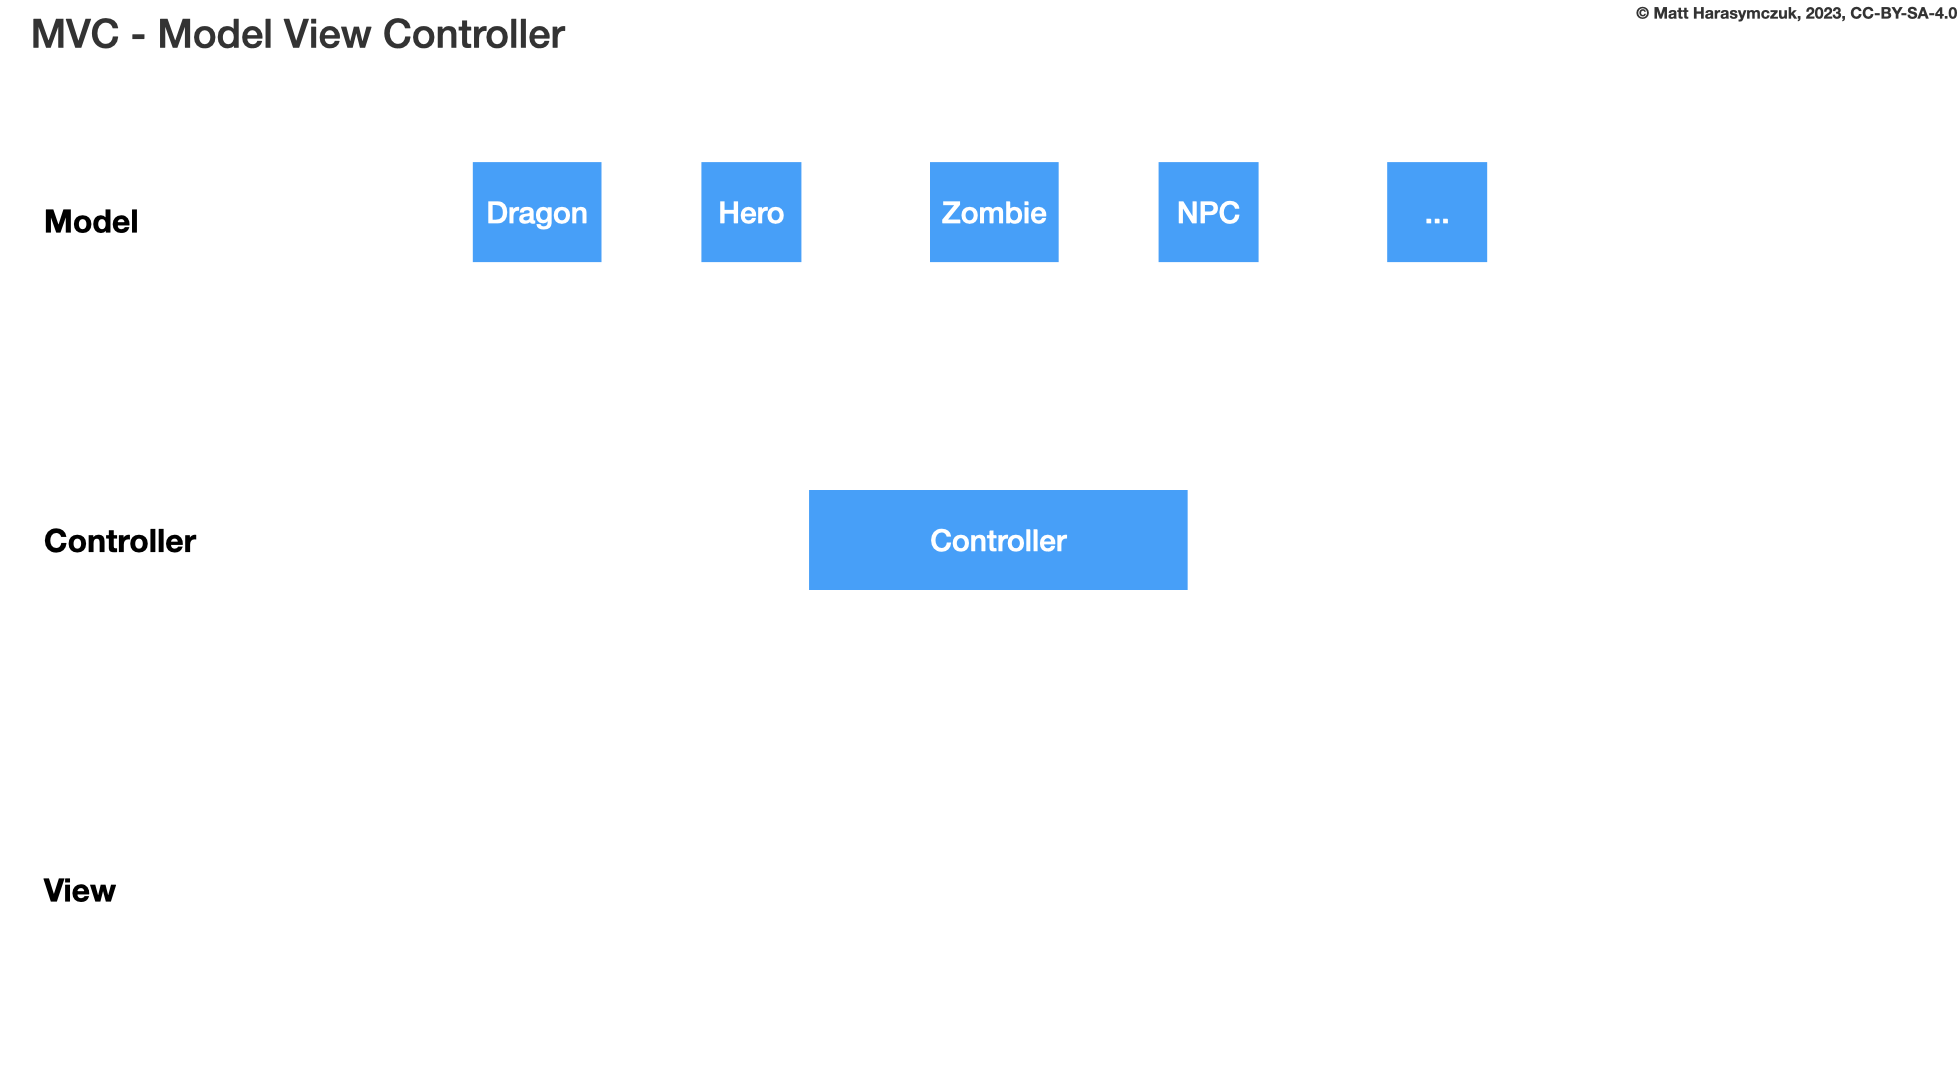 MVC - Model View Controller
© Matt Harasymczuk, 2023, CC-BY-SA-4.0
Model
Dragon
Hero
Zombie
NPC
...
Controller
Controller
View